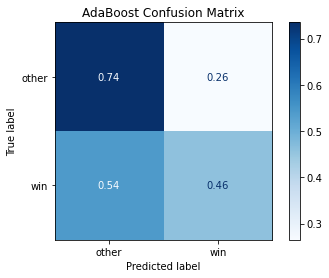 AdaBoost Confusion Matrix
other
0.74
0.26
win
0.54
0.46
other
win
True label
Predicted label
0.7
0.6
0.5
0.4
0.3